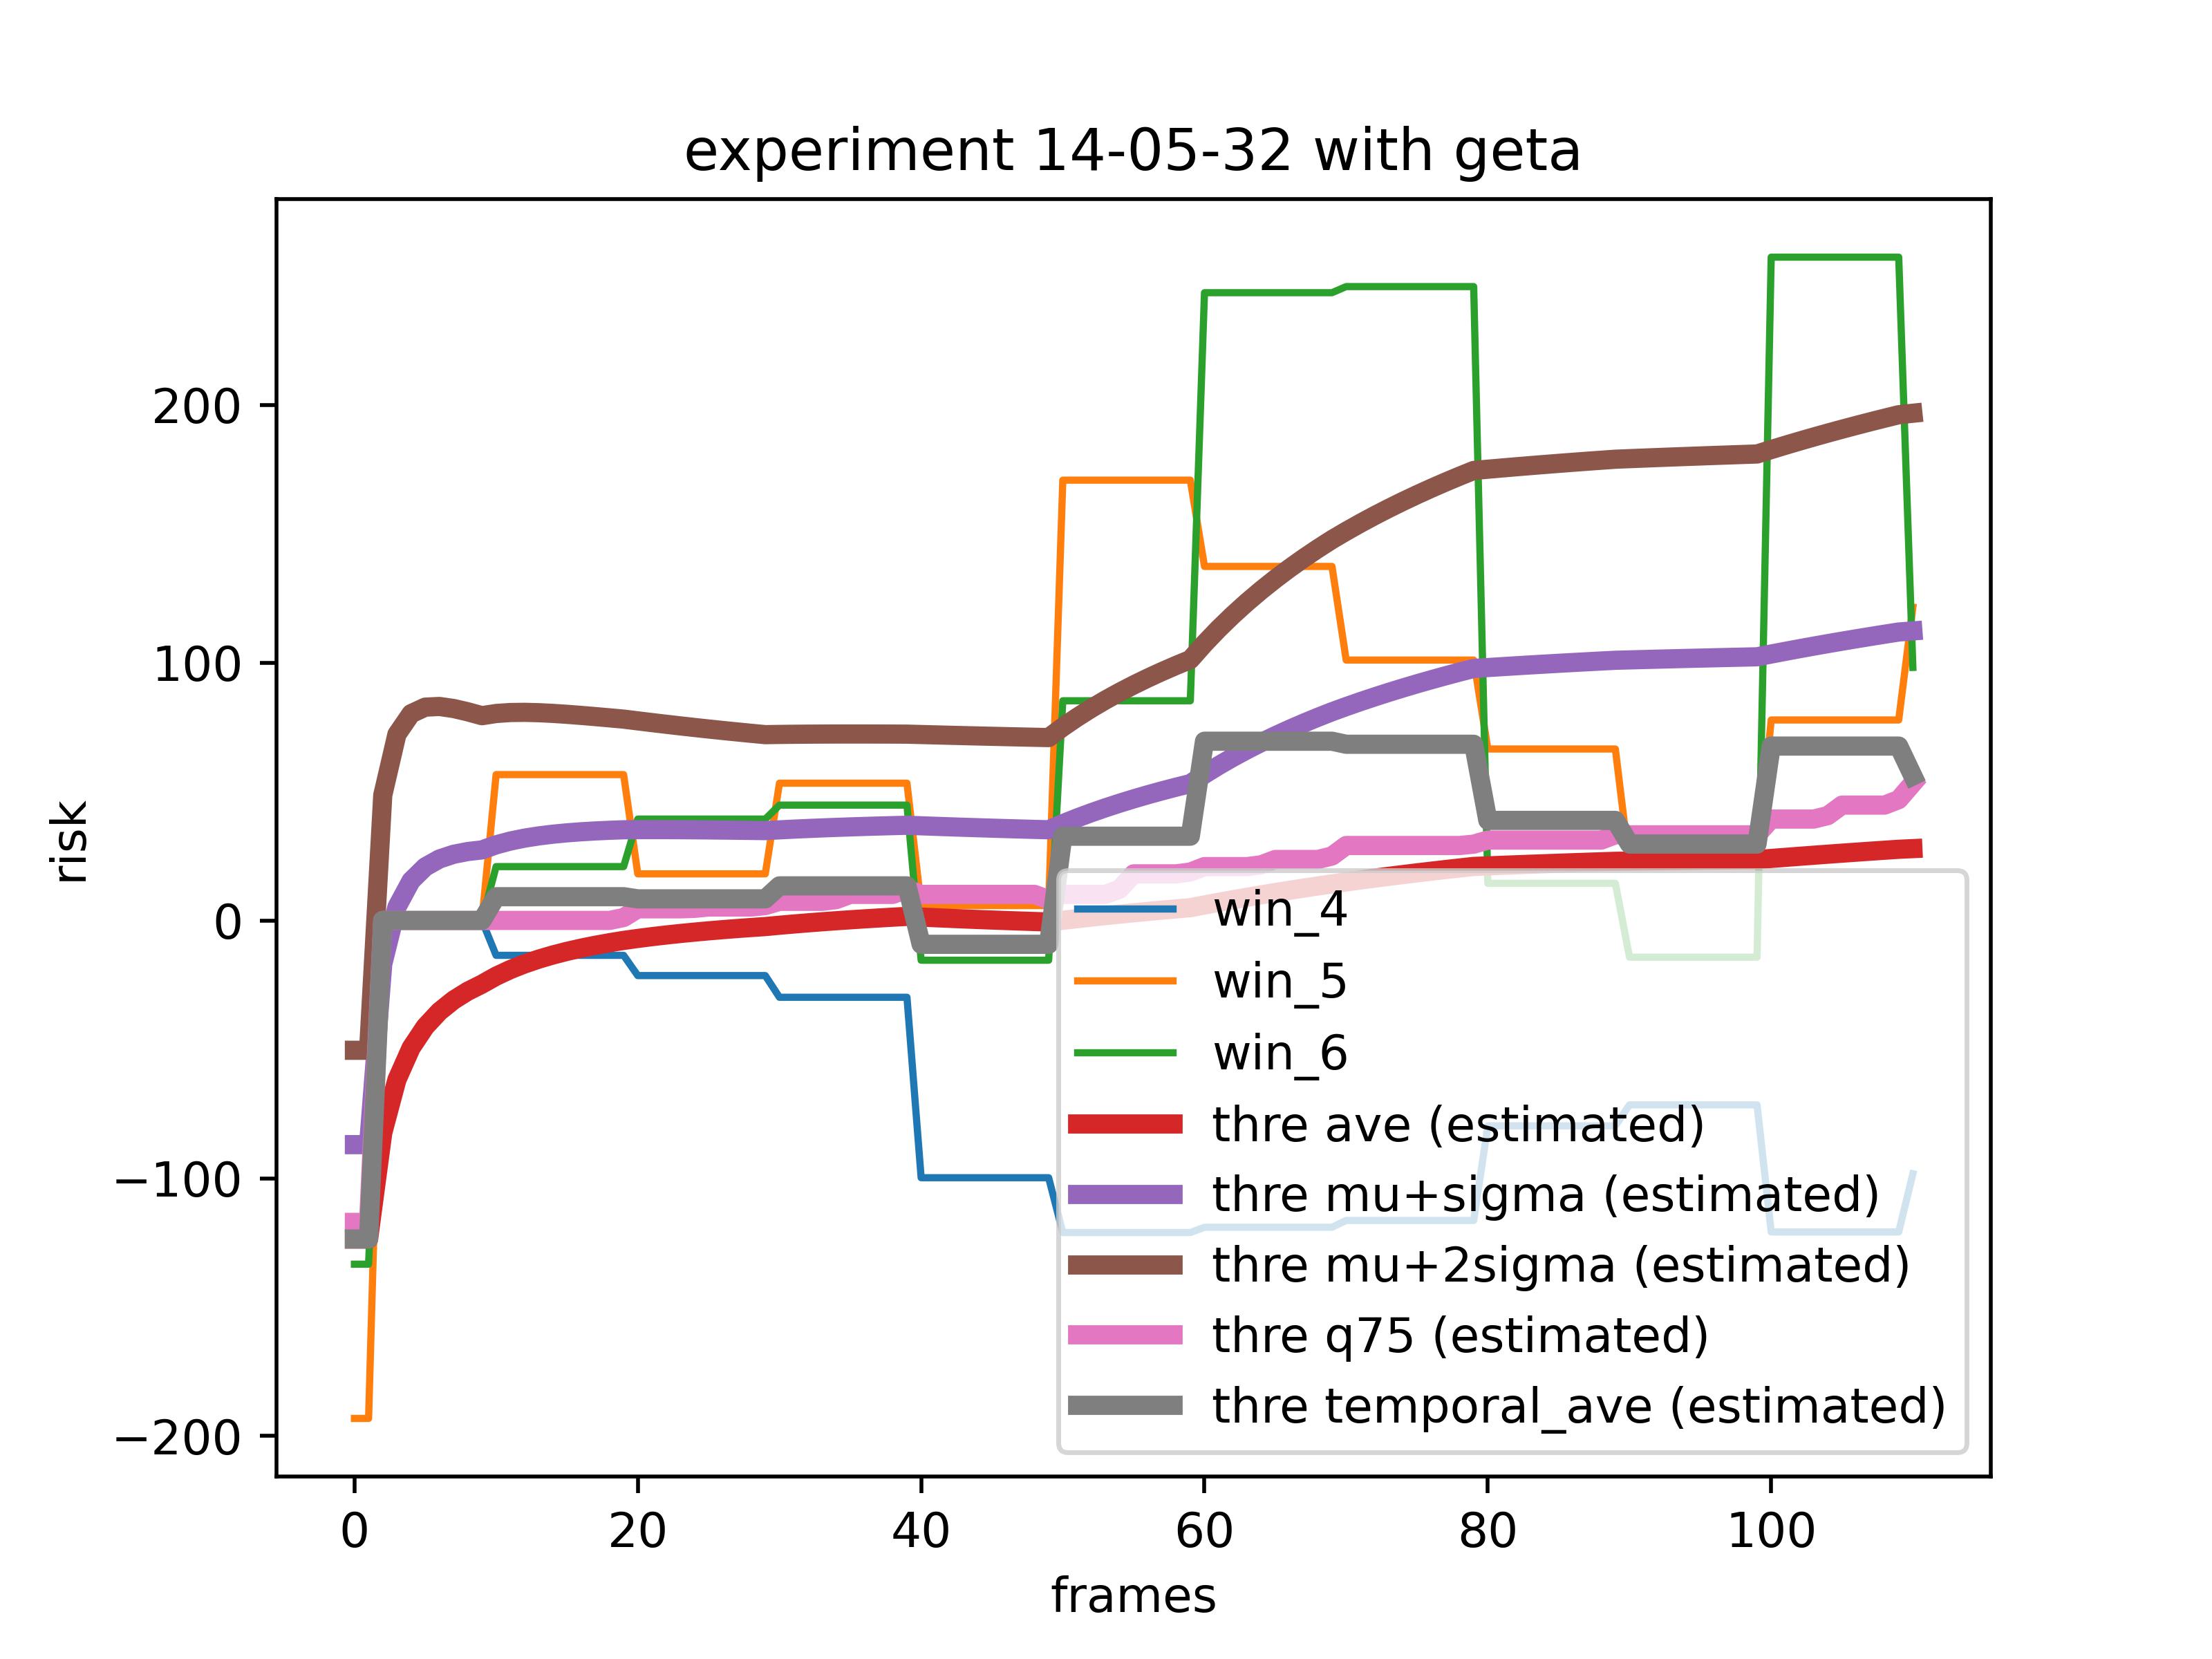 experiment 14-05-32 with geta
risk
200
100
0
−100
−200
win_4
win_5
win_6
thre ave (estimated)
thre mu+sigma (estimated)
thre mu+2sigma (estimated)
thre q75 (estimated)
thre temporal_ave (estimated)
0 20 40 60 80 100
frames